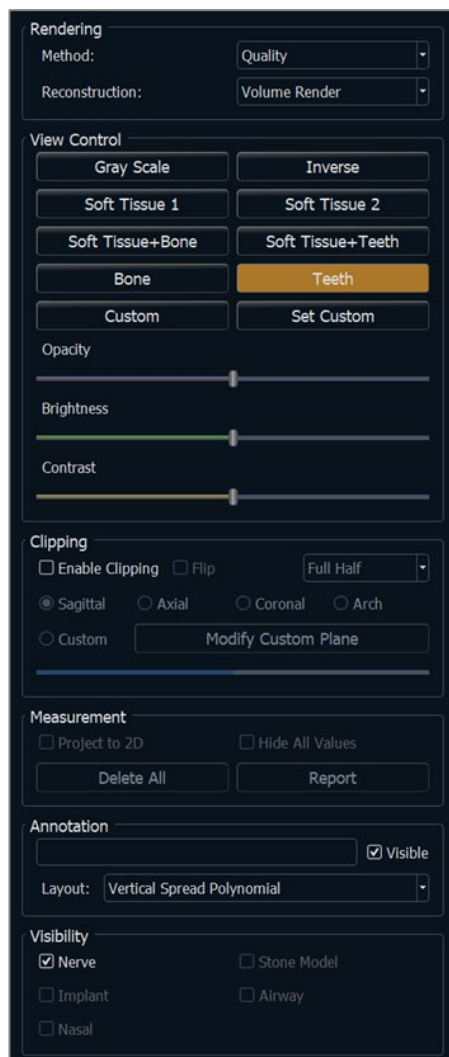 Rendering
Method: Quality
Reconstruction: Volume Render
View Control
Gray Scale Inverse
Soft Tissue 1 Soft Tissue 2
Soft Tissue+Bone Soft Tissue+Teeth
Bone Teeth
Custom Set Custom
Opacity
Brightness
Contrast
Clipping
Enable Clipping Flip Full Half
Sagittal Axial Coronal Arch
Custom Modify Custom Plane
Measurement
Project to 2D Hide All Values
Delete All Report
Annotation
Visible
Layout: Vertical Spread Polynomial
Visibility
Nerve Stone Model
Implant Airway
Nasal